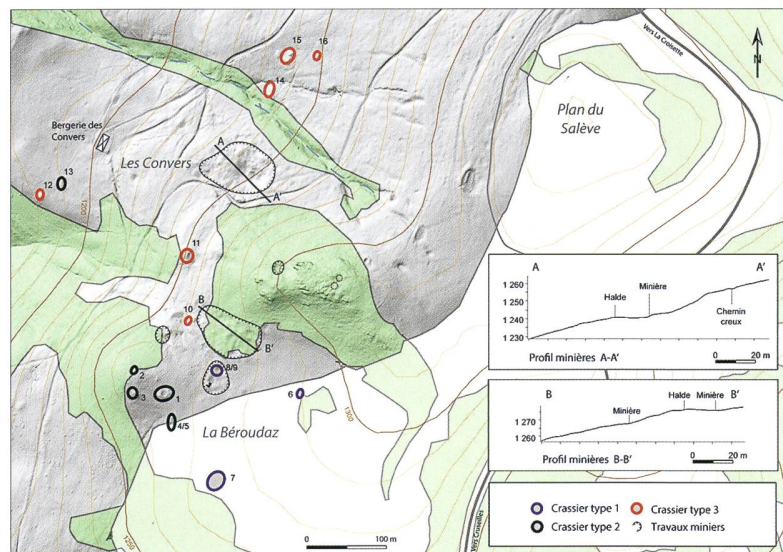 15
16
Vers La Croisette
N
14
Plan du
Salève
Bergerie des
Convers
Les Convers
A
13
12
A'
1200
11
B
10
B'
2
8/9
3
1
6
4/5
La Béroudaz
1300
7
1250
Vers Cruseilles
0
100 m
A
A'
1 260
1 250
1 240
1 230
Halde
Minière
Chemin
creux
0
20 m
Profil minières A-A'
B
B'
1 270
1 260
Minière
Halde
Minière
0
20 m
Profil minières B-B'
Crassier type 1
Crassier type 3
Crassier type 2
Travaux miniers